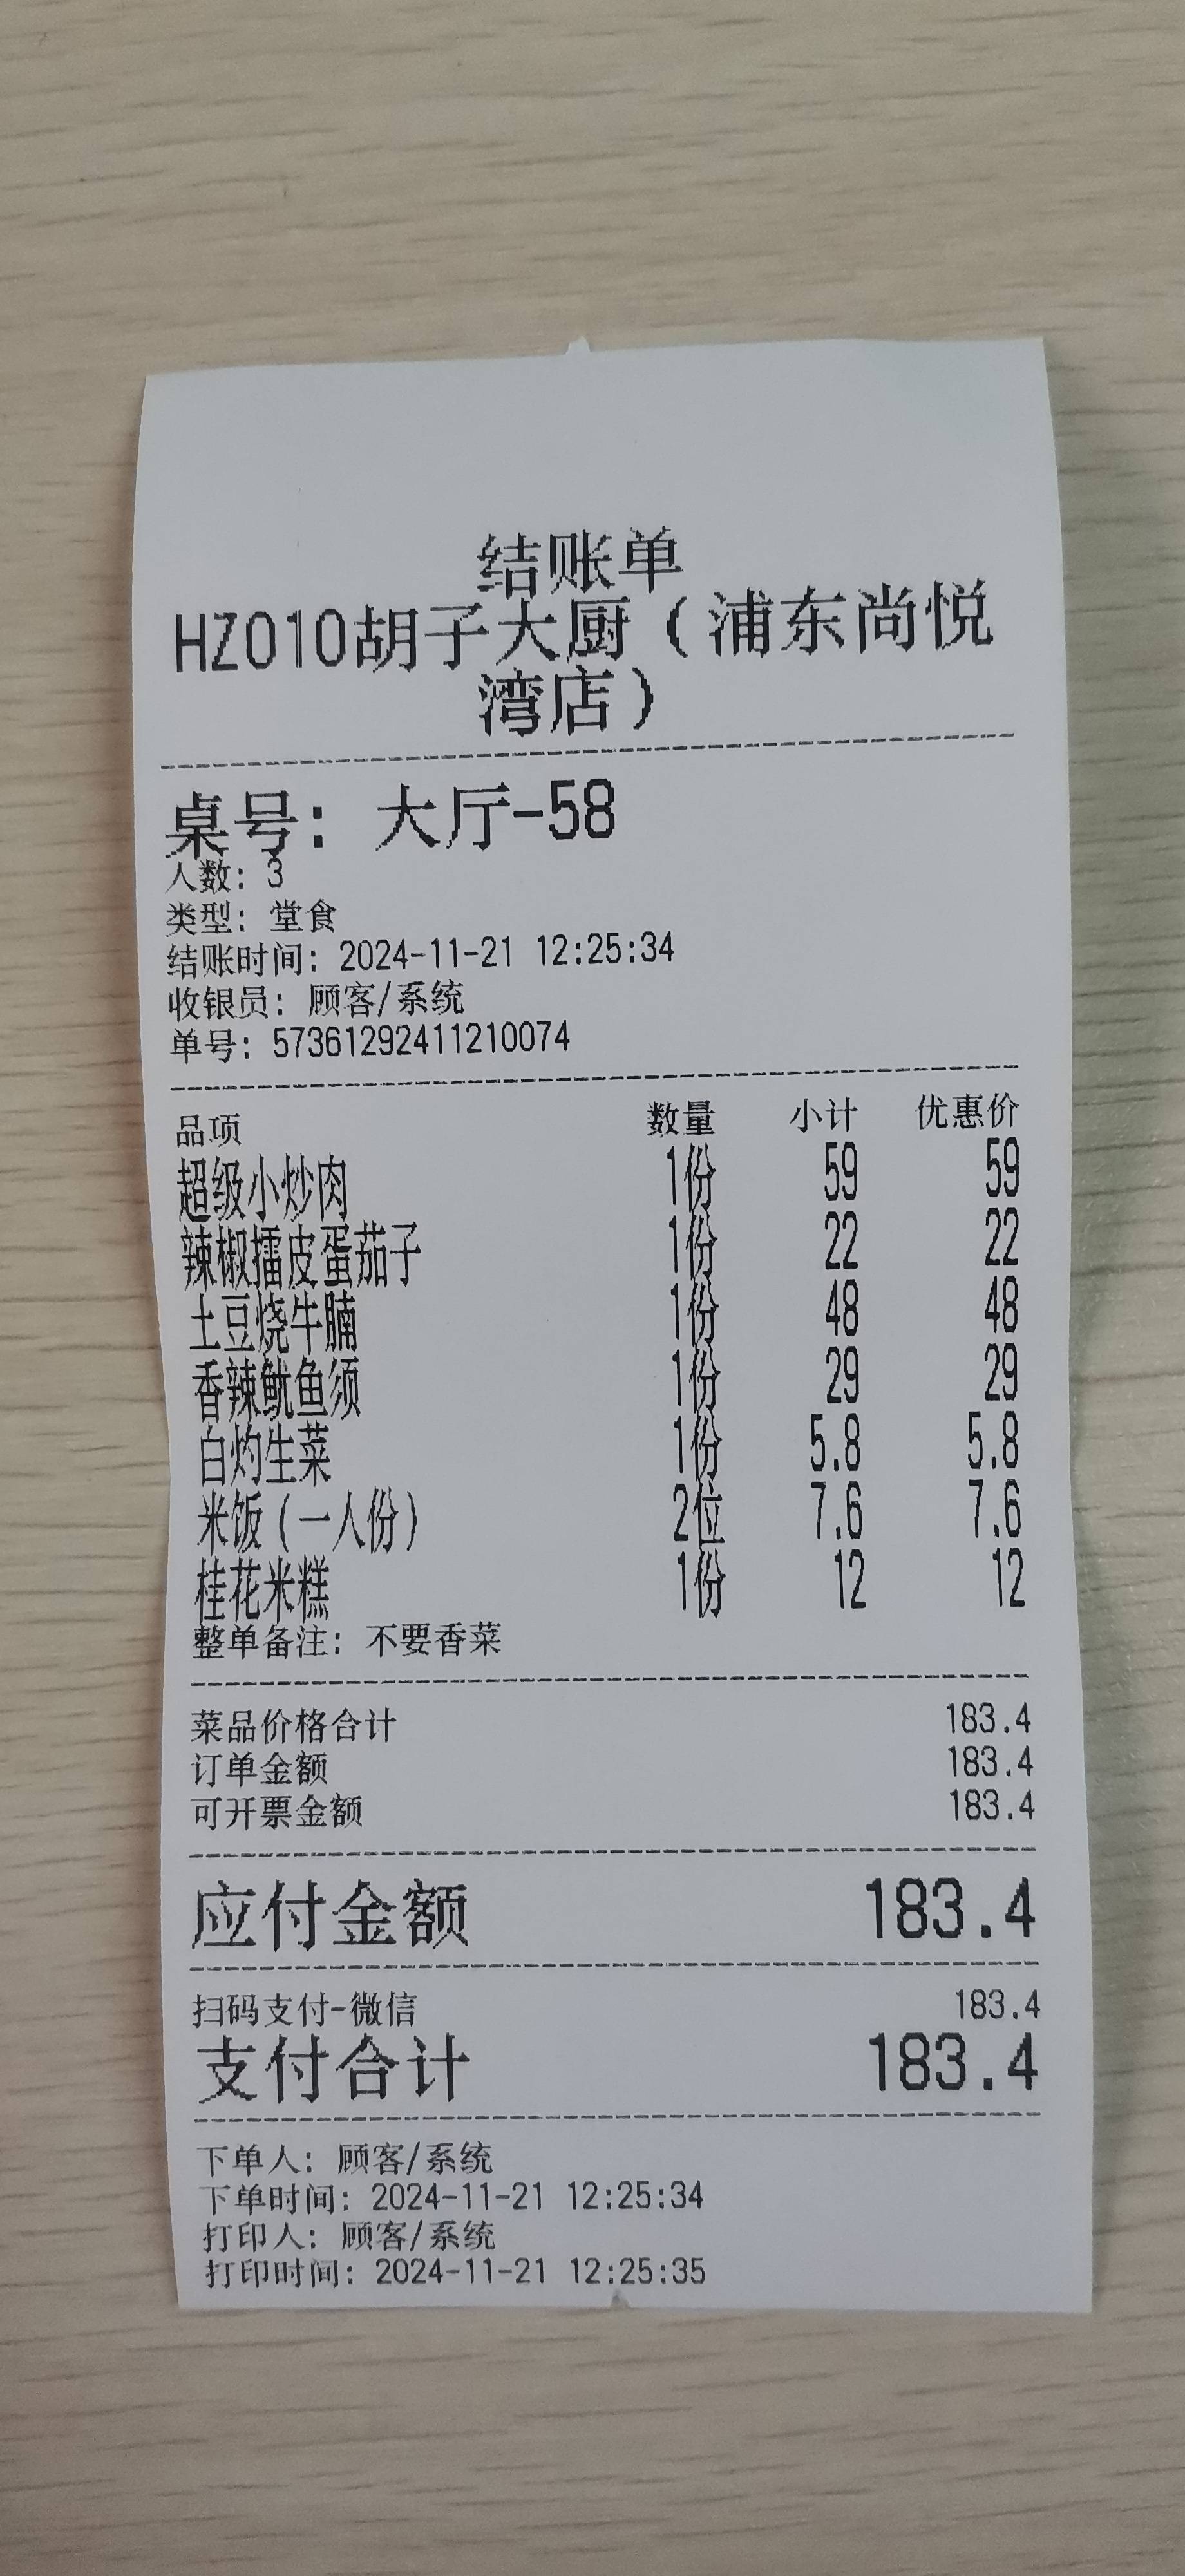 结账单
HZ010胡子大厨(浦东尚悦
湾店)
桌号: 大厅-58
人数: 3
类型: 堂食
结账时间: 2024-11-21 12:25:34
收银员: 顾客/系统
单号: 57361292411210074
品项 数量 小计 优惠价
超级小炒肉 1份 59 59
辣椒擂皮蛋茄子 1份 22 22
土豆烧牛腩 1份 48 48
香辣鱿鱼须 1份 29 29
白灼生菜 1份 5.8 5.8
米饭(一人份) 2位 7.6 7.6
桂花米糕 1份 12 12
整单备注: 不要香菜
菜品价格合计 183.4
订单金额 183.4
可开票金额 183.4
应付金额 183.4
扫码支付-微信 183.4
支付合计 183.4
下单人: 顾客/系统
下单时间: 2024-11-21 12:25:34
打印人: 顾客/系统
打印时间: 2024-11-21 12:25:35